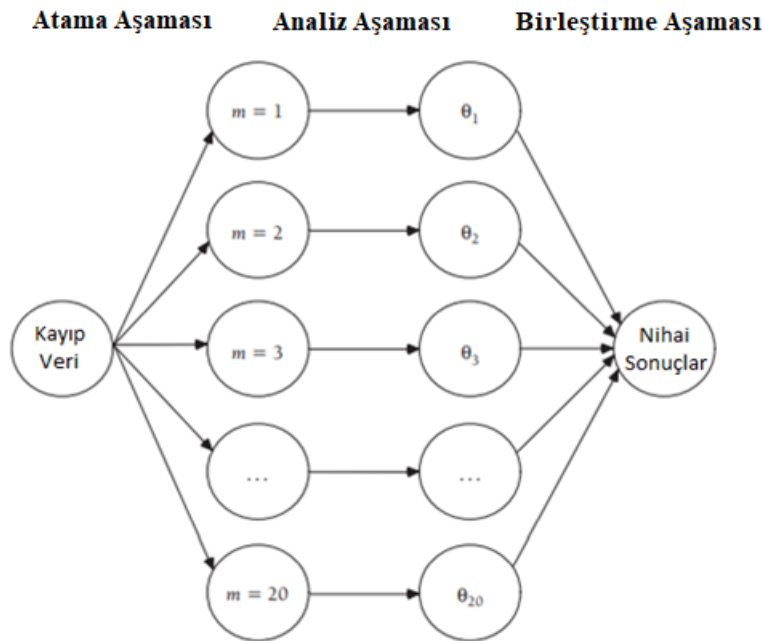 Atama Aşaması Analiz Aşaması Birleştirme Aşaması
m = 1 θ₁
m = 2 θ₂
Kayıp
Veri
m = 3 θ₃
Nihai
Sonuçlar
... ...
m = 20 θ₂₀